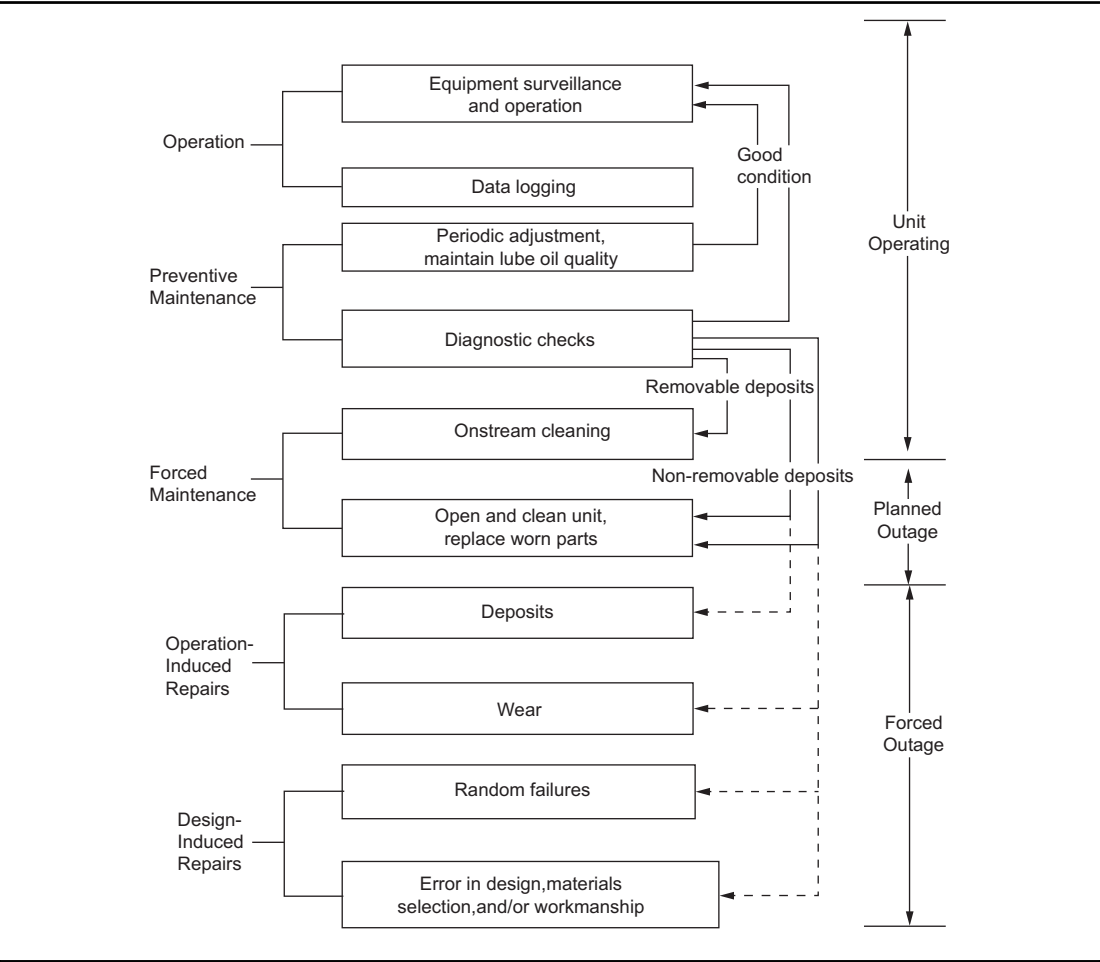 Equipment surveillance
and operation
Operation
Good
condition
Data logging
Unit
Operating
Periodic adjustment,
maintain lube oil quality
Preventive
Maintenance
Diagnostic checks
Removable deposits
Onstream cleaning
Forced
Maintenance
Non-removable deposits
Open and clean unit,
replace worn parts
Planned
Outage
Deposits
Operation-
Induced
Repairs
Wear
Forced
Outage
Random failures
Design-
Induced
Repairs
Error in design,materials
selection,and/or workmanship